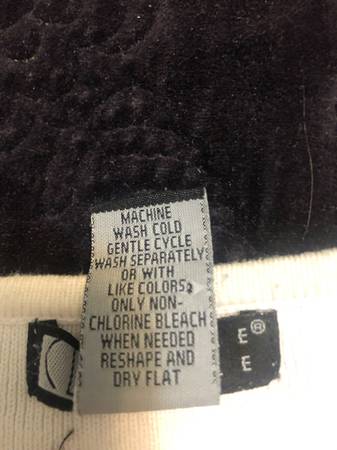 MACHINE
WASH COLD
GENTLE CYCLE
WASH SEPARATELY
OR WITH
LIKE COLORS,
ONLY NON-
CHLORINE BLEACH
WHEN NEEDED
RESHAPE AND
DRY FLAT
E®
E